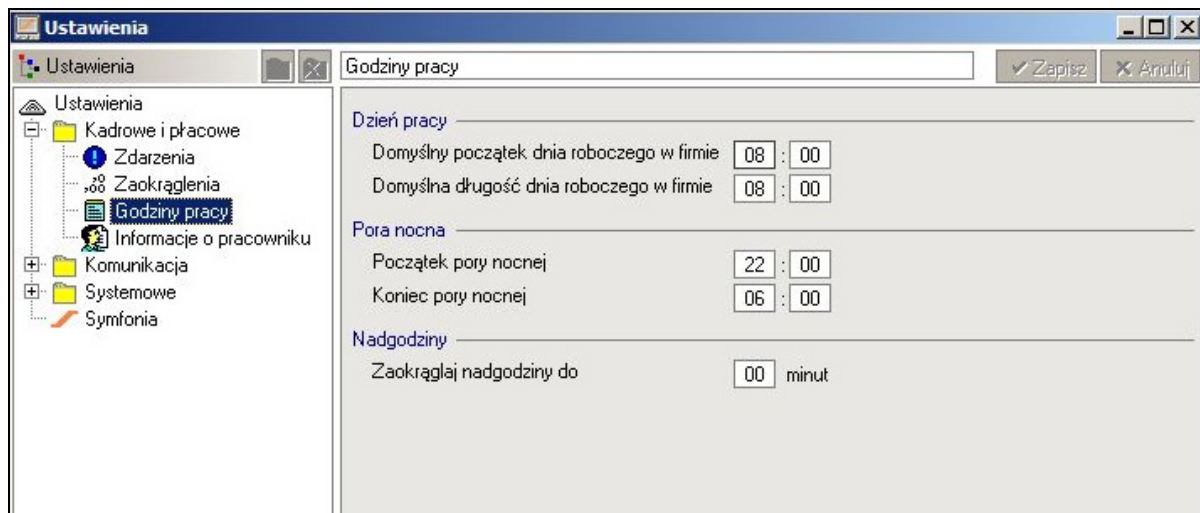 Ustawienia
Ustawienia
Godziny pracy
Zapisz
Anuluj
Ustawienia
Kadrowe i płacowe
Zdarzenia
Zaokrąglenia
Godziny pracy
Informacje o pracowniku
Komunikacja
Systemowe
Symfonia
Dzień pracy
Domyślny początek dnia roboczego w firmie 08 : 00
Domyślna długość dnia roboczego w firmie 08 : 00
Pora nocna
Początek pory nocnej 22 : 00
Koniec pory nocnej 06 : 00
Nadgodziny
Zaokrąglaj nadgodziny do 00 minut